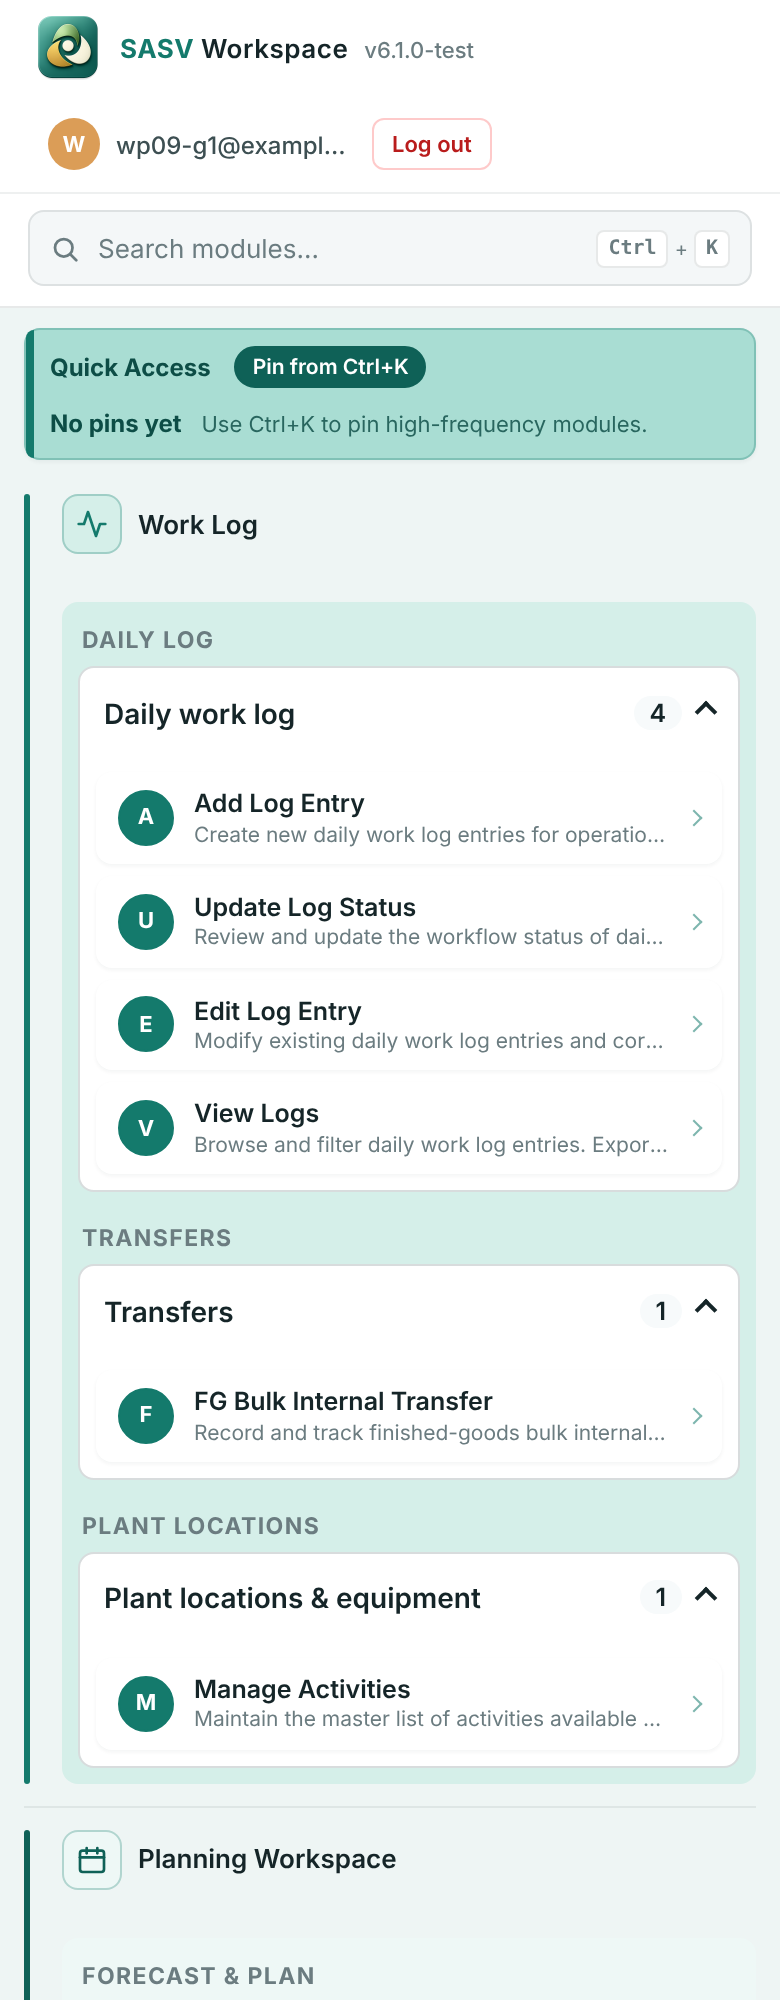 SASV Workspace v6.1.0-test
W wp09-g1@exampl... Log out
Search modules... Ctrl + K
Quick Access Pin from Ctrl+K
No pins yet Use Ctrl+K to pin high-frequency modules.
Work Log
DAILY LOG
Daily work log 4
A Add Log Entry
Create new daily work log entries for operatio...
U Update Log Status
Review and update the workflow status of dai...
E Edit Log Entry
Modify existing daily work log entries and cor...
V View Logs
Browse and filter daily work log entries. Expor...
TRANSFERS
Transfers 1
F FG Bulk Internal Transfer
Record and track finished-goods bulk internal...
PLANT LOCATIONS
Plant locations & equipment 1
M Manage Activities
Maintain the master list of activities available ...
Planning Workspace
FORECAST & PLAN